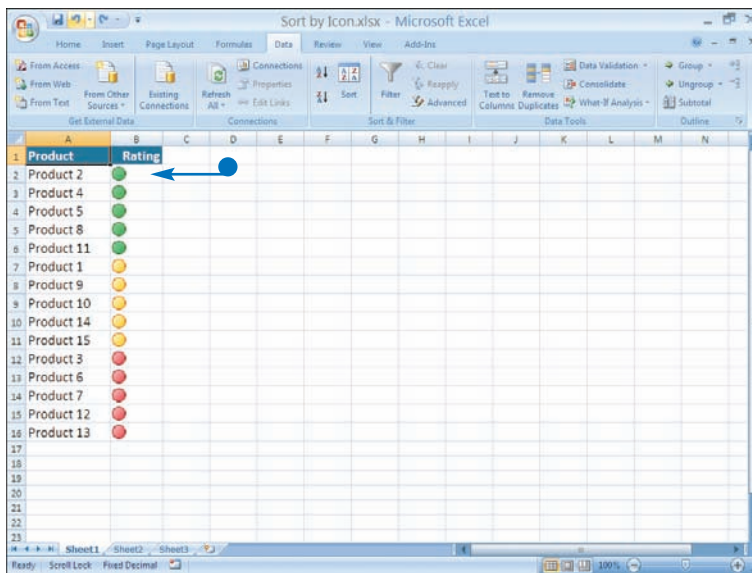 Sort by Icon.xlsx - Microsoft Excel
Home Insert Page Layout Formulas Data Review View Add-Ins
From Access
From Web
From Text
From Other Sources
Existing Connections
Get External Data
Refresh All
Connections
Properties
Edit Links
Connections
A Z
Z A
A Z
Z A
Sort
Filter
Clear
Reapply
Advanced
Sort & Filter
Text to Columns
Remove Duplicates
Data Validation
Consolidate
What-If Analysis
Data Tools
Group
Ungroup
Subtotal
Outline
A B C D E F G H I J K L M N
1 Product Rating
2 Product 2
3 Product 4
4 Product 5
5 Product 8
6 Product 11
7 Product 1
8 Product 9
9 Product 10
10 Product 14
11 Product 15
12 Product 3
13 Product 6
14 Product 7
15 Product 12
16 Product 13
17
18
19
20
21
22
23
Sheet1 Sheet2 Sheet3
Ready Scroll Lock Fixed Decimal 100%